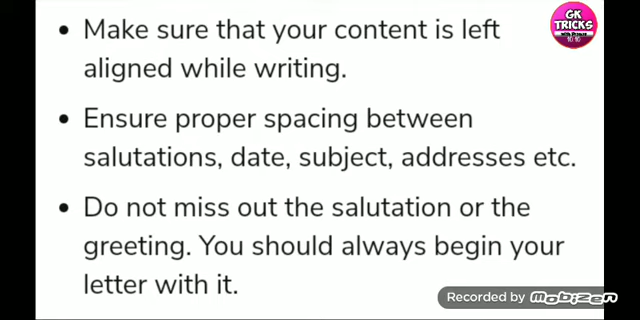 GK
TRICKS
with Prince
• Make sure that your content is left
aligned while writing.
• Ensure proper spacing between
salutations, date, subject, addresses etc.
• Do not miss out the salutation or the
greeting. You should always begin your
letter with it.
Recorded by Mobizen